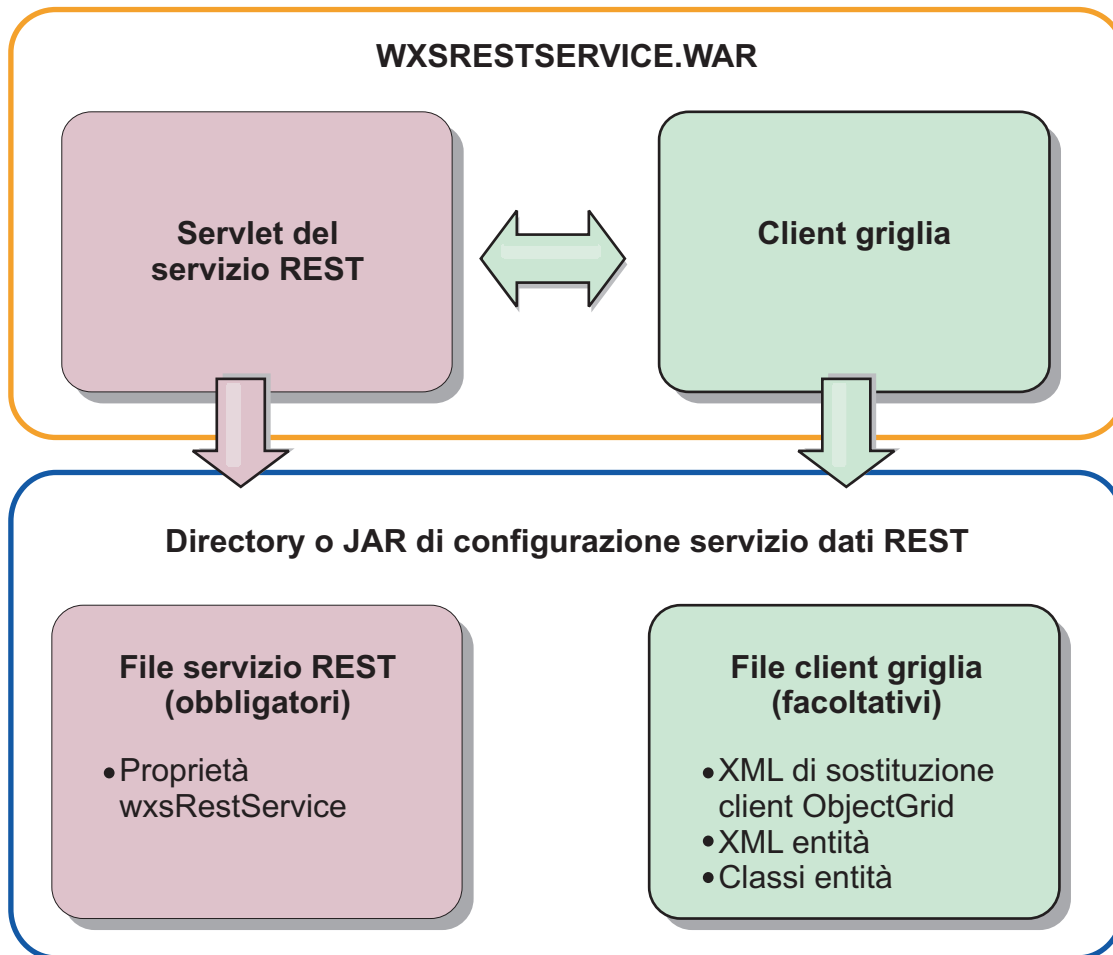 WXSRESTSERVICE.WAR
Servlet del
servizio REST
Client griglia
Directory o JAR di configurazione servizio dati REST
File servizio REST
(obbligatori)
• Proprietà
wxsRestService
File client griglia
(facoltativi)
• XML di sostituzione
client ObjectGrid
• XML entità
• Classi entità